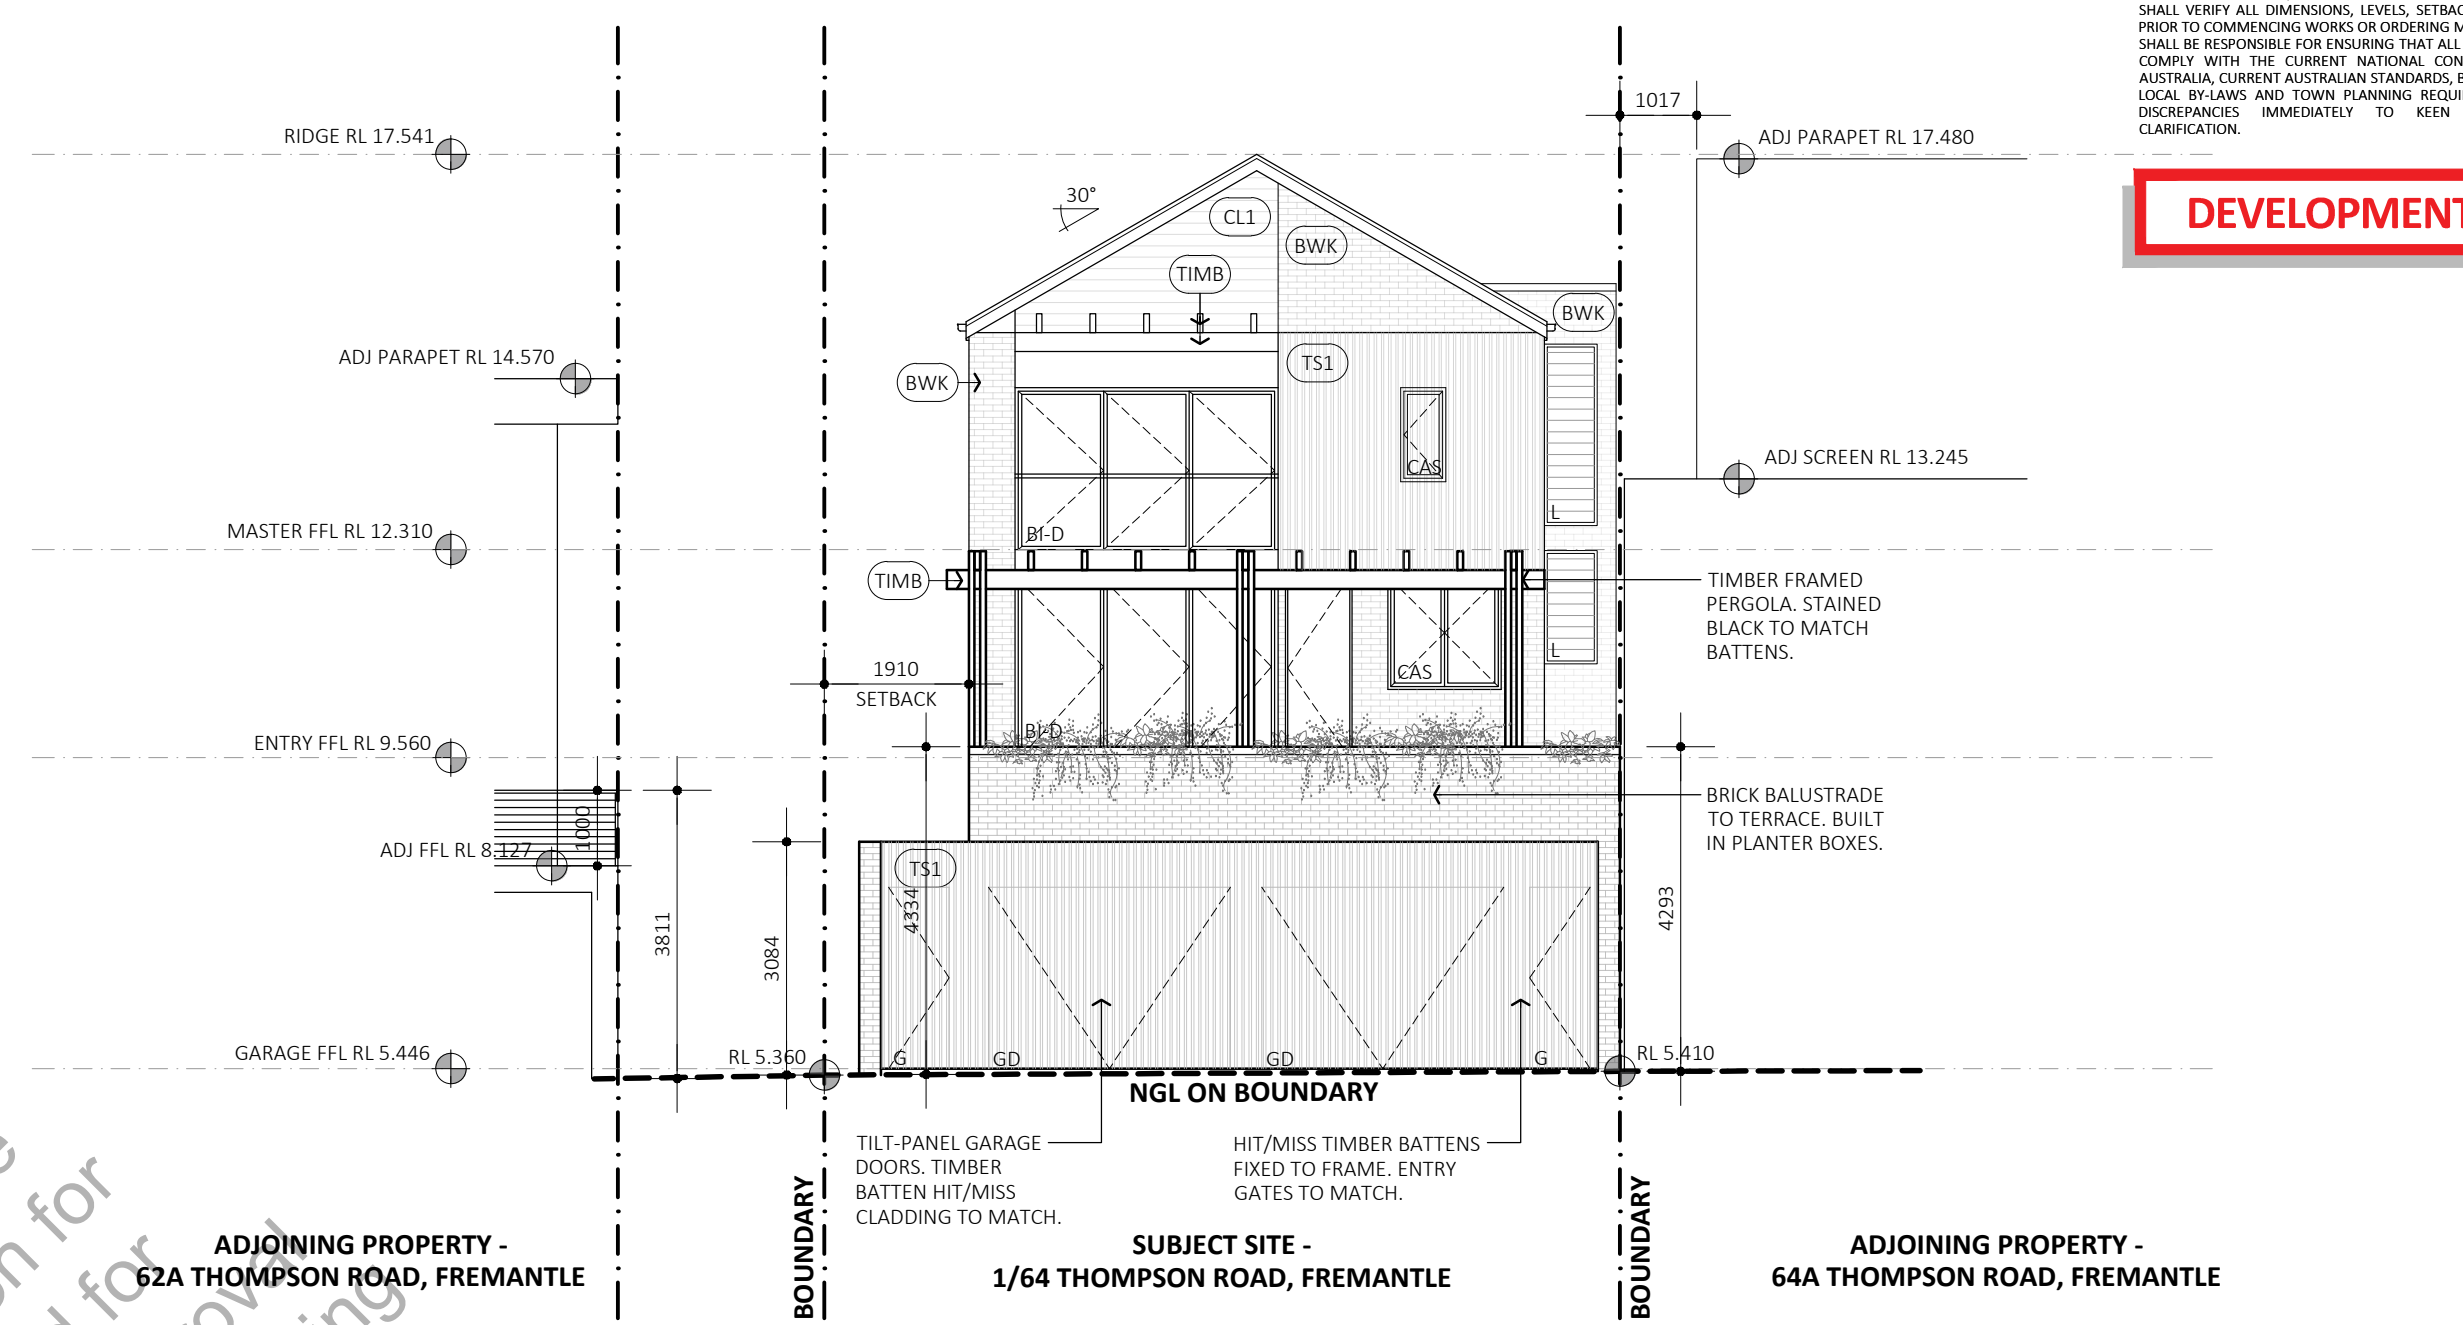 SHALL VERIFY ALL DIMENSIONS, LEVELS,
PRIOR TO COMMENCING WORKS OR ORDERING
SHALL BE RESPONSIBLE FOR ENSURING THAT ALL
COMPLY WITH THE CURRENT NATIONAL
AUSTRALIA, CURRENT AUSTRALIAN STANDARDS,
LOCAL BY-LAWS AND TOWN PLANNING
DISCREPANCIES IMMEDIATELY TO KEEN
CLARIFICATION.
DEVELOPMENT
1017
RIDGE RL 17.541
ADJ PARAPET RL 17.480
30°
CL1
BWK
TIMB
BWK
ADJ PARAPET RL 14.570
TS1
BWK
ADJ SCREEN RL 13.245
CAS
L
MASTER FFL RL 12.310
BI-D
TIMB
TIMBER FRAMED
PERGOLA. STAINED
BLACK TO MATCH
BATTENS.
L
1910
SETBACK
CAS
BI-D
ENTRY FFL RL 9.560
BRICK BALUSTRADE
TO TERRACE. BUILT
IN PLANTER BOXES.
1000
ADJ FFL RL 8.127
TS1
4334
4293
3811
3084
GARAGE FFL RL 5.446
RL 5.360
G
GD
GD
G
RL 5.410
NGL ON BOUNDARY
TILT-PANEL GARAGE
DOORS. TIMBER
BATTEN HIT/MISS
CLADDING TO MATCH.
HIT/MISS TIMBER BATTENS
FIXED TO FRAME. ENTRY
GATES TO MATCH.
BOUNDARY
BOUNDARY
ADJOINING PROPERTY -
62A THOMPSON ROAD, FREMANTLE
SUBJECT SITE -
1/64 THOMPSON ROAD, FREMANTLE
ADJOINING PROPERTY -
64A THOMPSON ROAD, FREMANTLE
for
for